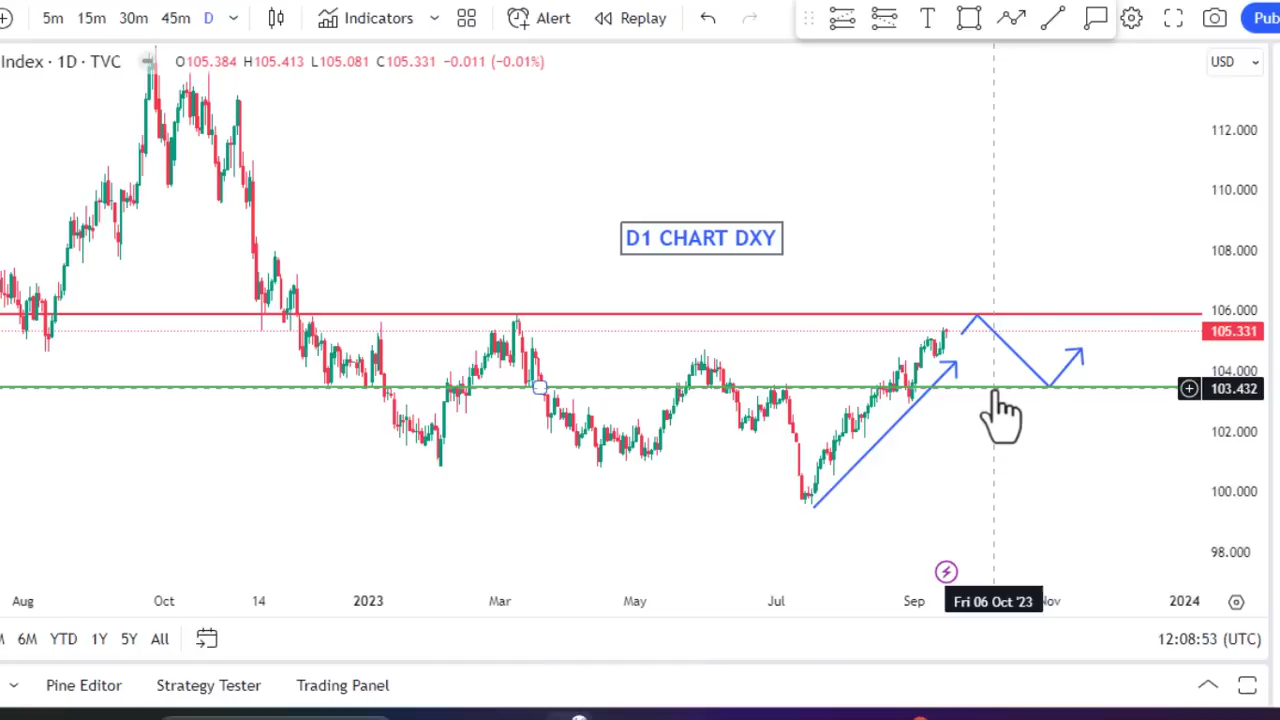 5m 15m 30m 45m D Indicators Alert Replay Pub
Index · 1D · TVC O105.384 H105.413 L105.081 C105.331 −0.011 (−0.01%) USD
112.000
110.000
D1 CHART DXY
108.000
106.000
105.331
104.000
103.432
102.000
100.000
98.000
Aug Oct 14 2023 Mar May Jul Sep Fri 06 Oct '23 Nov 2024
6M YTD 1Y 5Y All 12:08:53 (UTC)
Pine Editor Strategy Tester Trading Panel